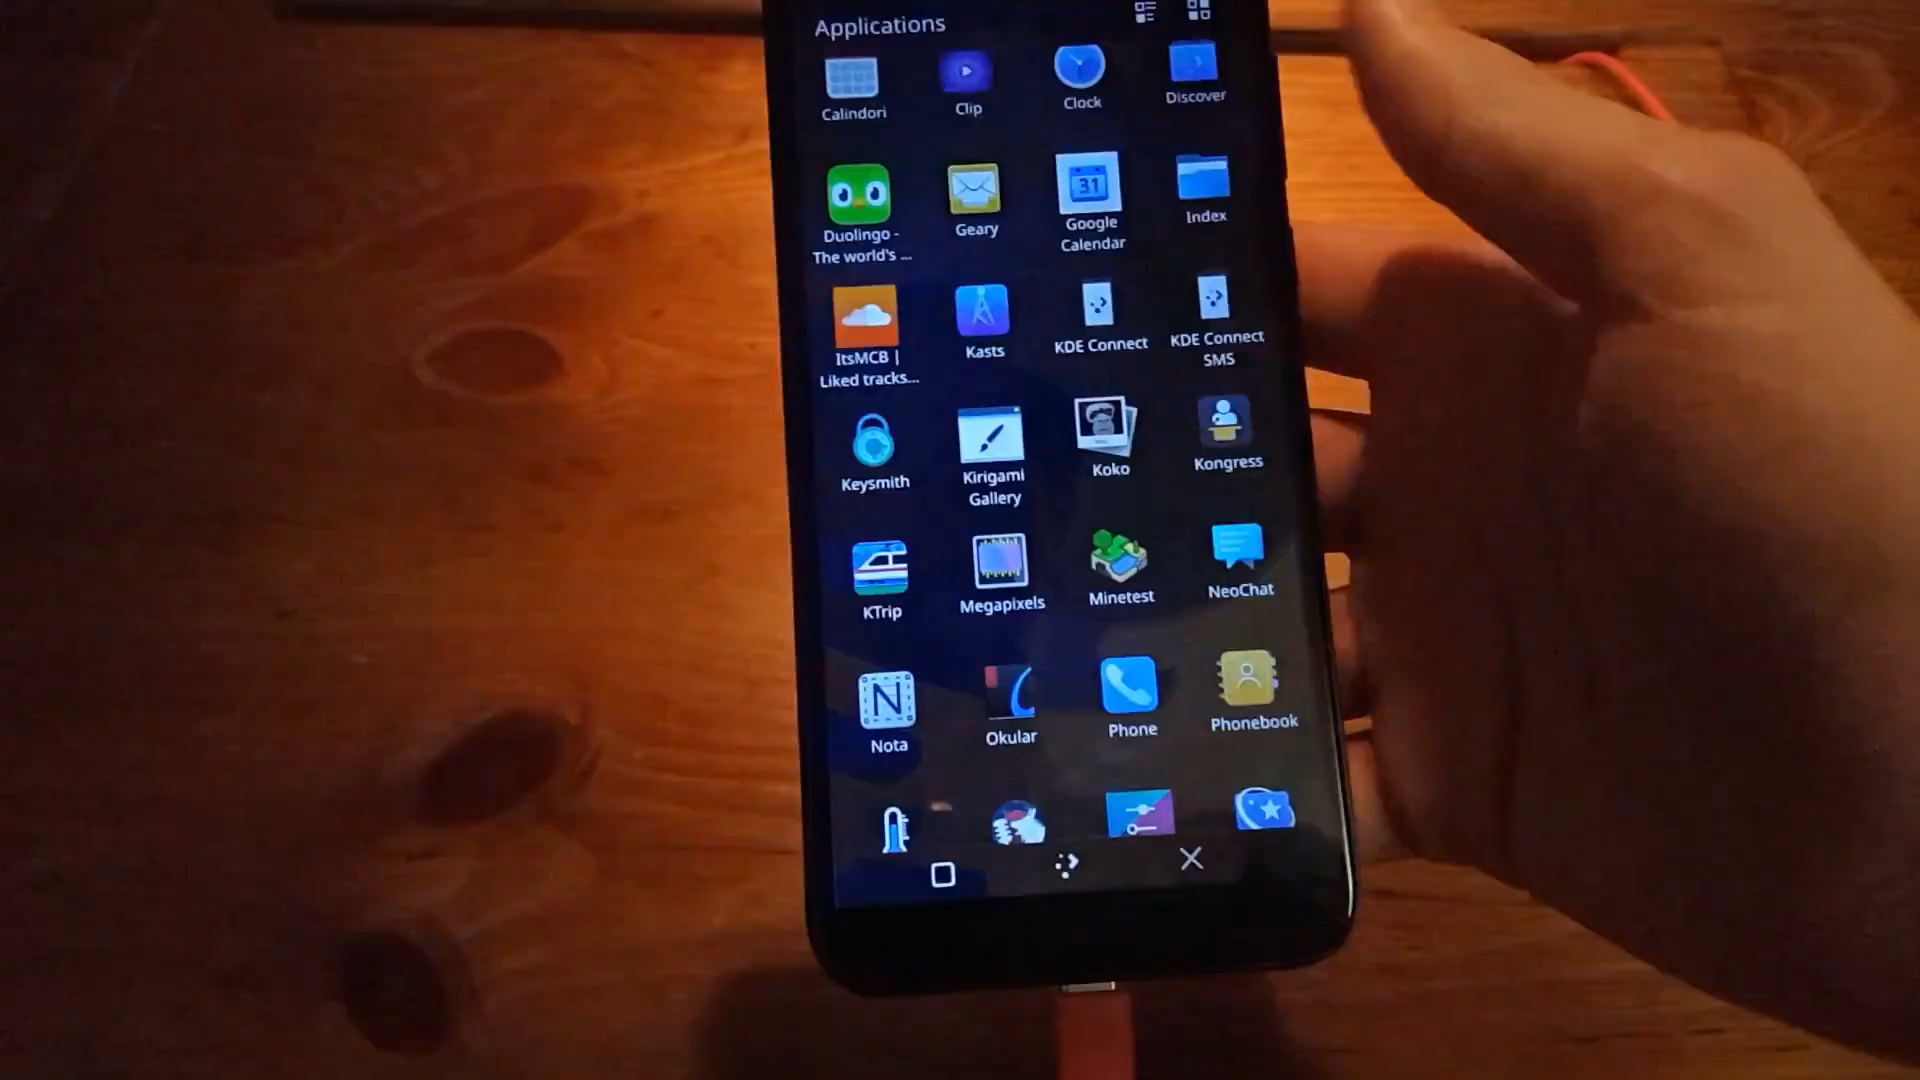 Applications
Calindori
Clip
Clock
Discover
Duolingo -
The world's ...
Geary
31
Google
Calendar
Index
ItsMCB |
Liked tracks...
Kasts
KDE Connect
KDE Connect
SMS
Keysmith
Kirigami
Gallery
Koko
Kongress
KTrip
Megapixels
Minetest
NeoChat
N
Nota
Okular
Phone
Phonebook